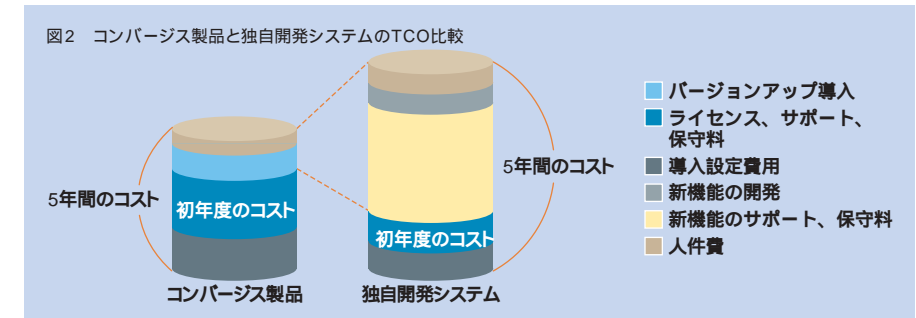 図2 コンバージス製品と独自開発システムのTCO比較
5年間のコスト
初年度のコスト
コンバージス製品
初年度のコスト
独自開発システム
5年間のコスト
バージョンアップ導入
ライセンス、サポート、
保守料
導入設定費用
新機能の開発
新機能のサポート、保守料
人件費